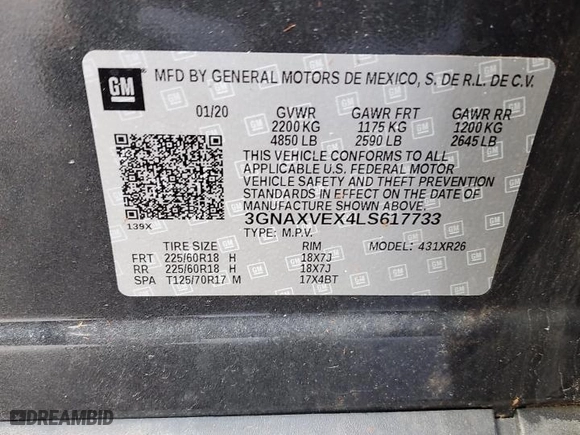 GM
MFD BY GENERAL MOTORS DE MEXICO, S. DE R.L. DE C.V.
01/20 GVWR GAWR FRT GAWR RR
2200 KG 1175 KG 1200 KG
4850 LB 2590 LB 2645 LB
THIS VEHICLE CONFORMS TO ALL
APPLICABLE U.S. FEDERAL MOTOR
VEHICLE SAFETY AND THEFT PREVENTION
STANDARDS IN EFFECT ON THE DATE OF
MANUFACTURE SHOWN ABOVE.
3GNAXVEX4LS617733
139X TYPE: M.P.V.
TIRE SIZE RIM MODEL: 431XR26
FRT 225/60R18 H 18X7J
RR 225/60R18 H 18X7J
SPA T125/70R17 M 17X4BT
DREAMBID